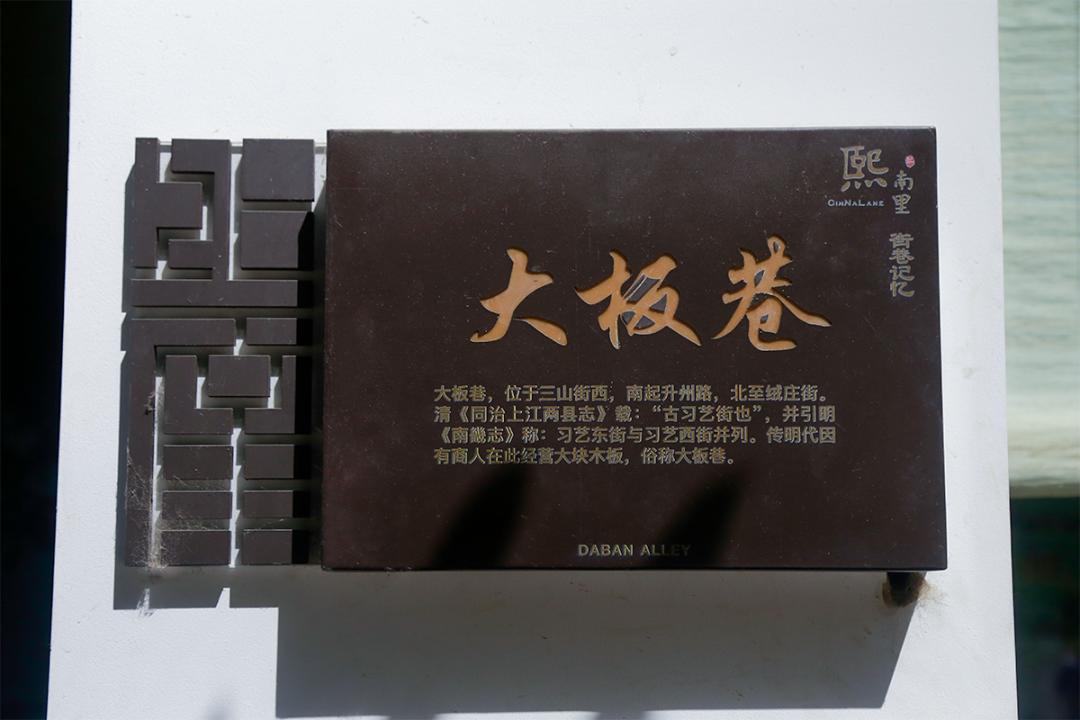 熙
南里
CinNaLane
街巷记忆
大板巷
大板巷，位于三山街西，南起升州路，北至绒庄街。
清《同治上江两县志》载：“古习艺街也”，并引明
《南畿志》称：习艺东街与习艺西街并列。传明代因
有商人在此经营大块木板，俗称大板巷。
DABAN ALLEY